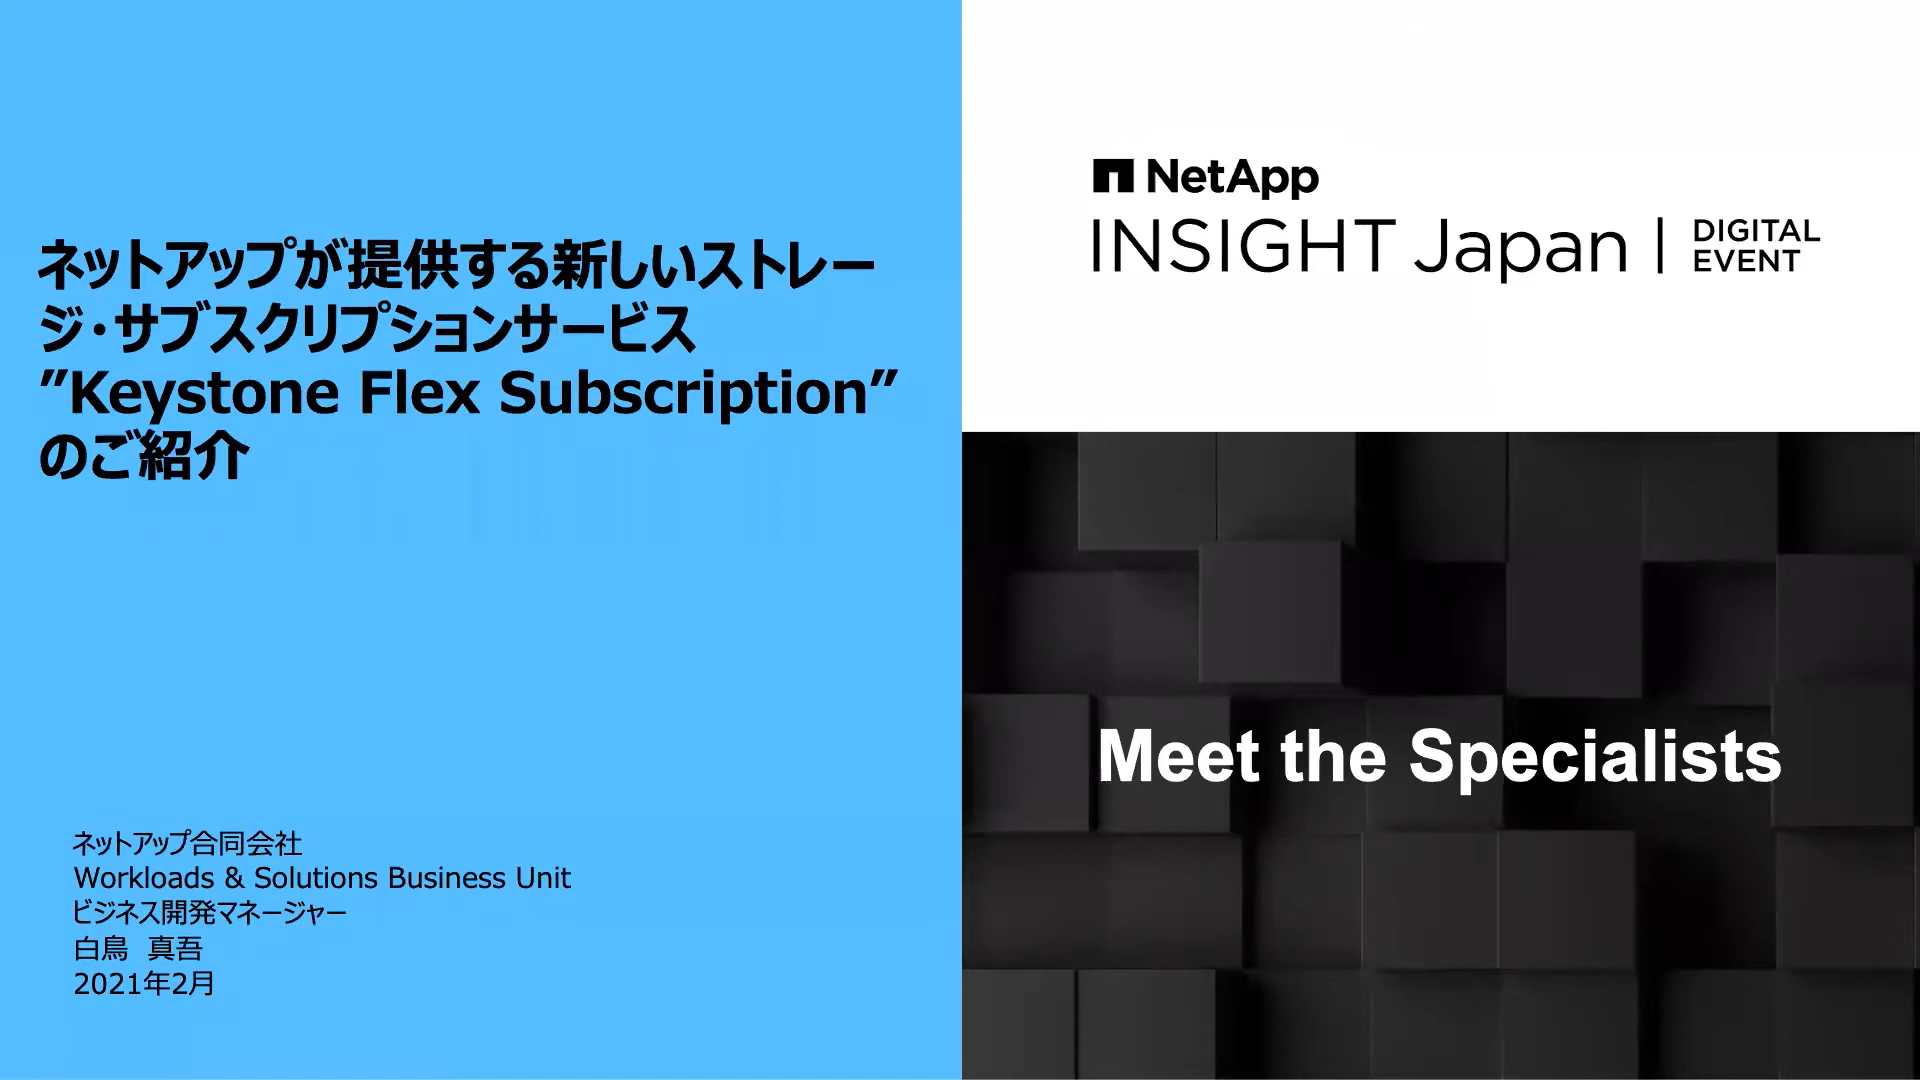 ネットアップが提供する新しいストレー
ジ・サブスクリプションサービス
”Keystone Flex Subscription”
のご紹介
ネットアップ合同会社
Workloads & Solutions Business Unit
ビジネス開発マネージャー
白鳥　真吾
2021年2月
NetApp
INSIGHT Japan | DIGITAL
EVENT
Meet the Specialists